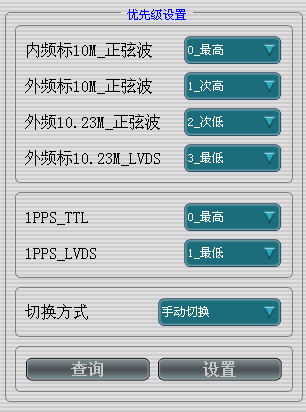 优先级设置
内频标10M_正弦波 0_最高
外频标10M_正弦波 1_次高
外频10.23M_正弦波 2_次低
外频标10.23M_LVDS 3_最低
1PPS_TTL 0_最高
1PPS_LVDS 1_最低
切换方式 手动切换
查询 设置